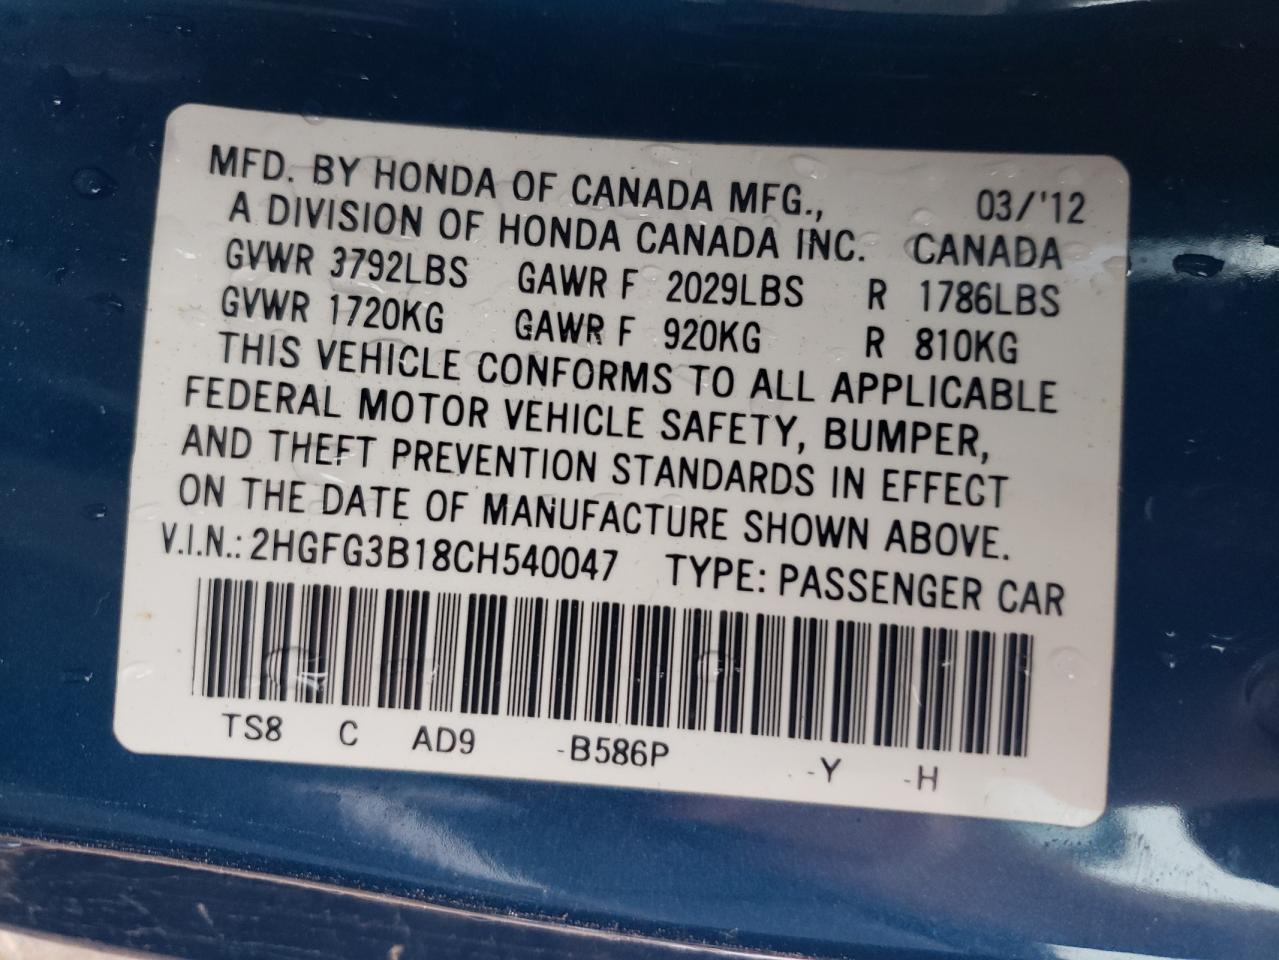 MFD. BY HONDA OF CANADA MFG., 03/'12
A DIVISION OF HONDA CANADA INC. CANADA
GVWR 3792LBS GAWR F 2029LBS R 1786LBS
GVWR 1720KG GAWR F 920KG R 810KG
THIS VEHICLE CONFORMS TO ALL APPLICABLE
FEDERAL MOTOR VEHICLE SAFETY, BUMPER,
AND THEFT PREVENTION STANDARDS IN EFFECT
ON THE DATE OF MANUFACTURE SHOWN ABOVE.
V.I.N.: 2HGFG3B18CH540047 TYPE: PASSENGER CAR
TS8 C AD9 -B586P -Y -H